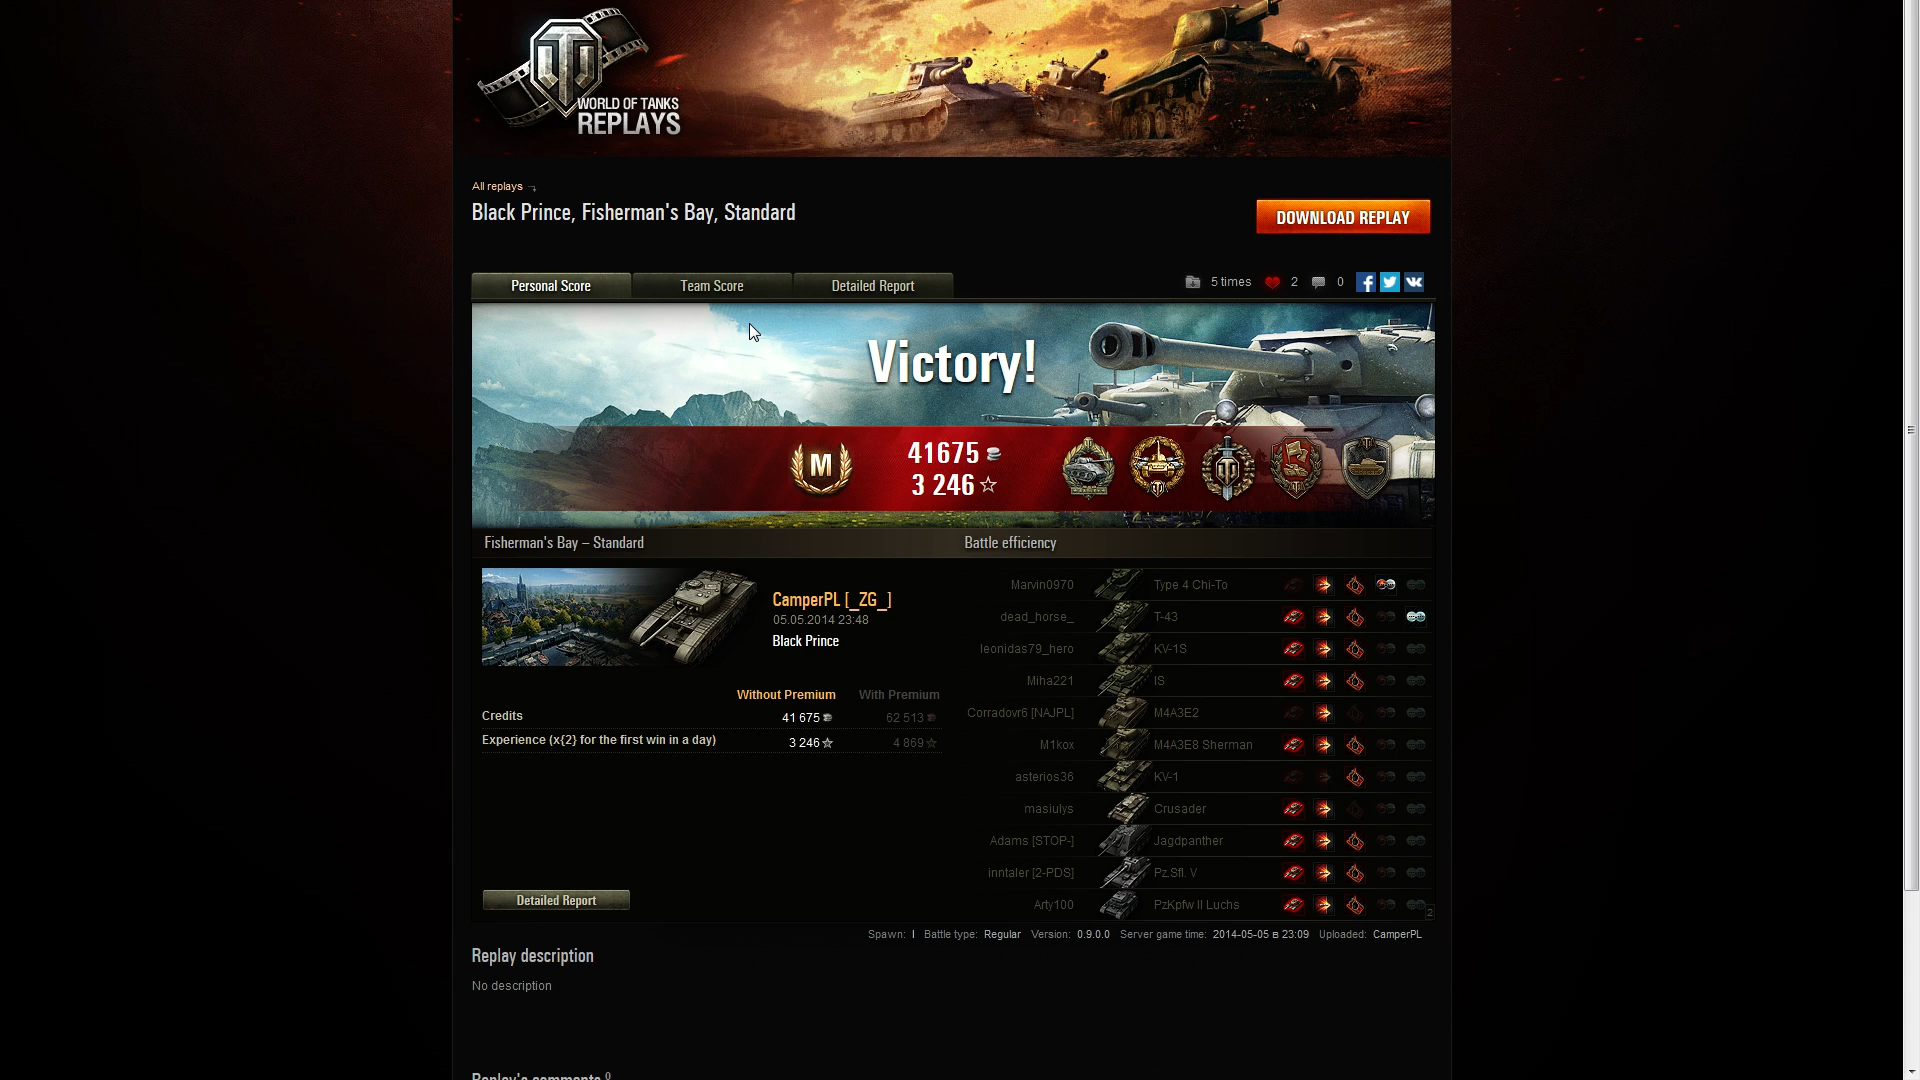 WORLD OF TANKS
REPLAYS
All replays
Black Prince, Fisherman's Bay, Standard
DOWNLOAD REPLAY
Personal Score
Team Score
Detailed Report
5 times
2
0
Victory!
M
41675
3 246
Fisherman's Bay – Standard
Battle efficiency
CamperPL [_ZG_]
05.05.2014 23:48
Black Prince
Without Premium
With Premium
Credits
41 675
62 513
Experience (x{2} for the first win in a day)
3 246
4 869
Marvin0970 Type 4 Chi-To
dead_horse_ T-43
leonidas79_hero KV-1S
Miha221 IS
Corradovr6 [NAJPL] M4A3E2
M1kox M4A3E8 Sherman
asterios36 KV-1
masiulys Crusader
Adams [STOP-] Jagdpanther
inntaler [2-PDS] Pz.Sfl. V
Arty100 PzKpfw II Luchs
2
Detailed Report
Spawn: I Battle type: Regular Version: 0.9.0.0 Server game time: 2014-05-05 в 23:09 Uploaded: CamperPL
Replay description
No description
Replay's comments 0